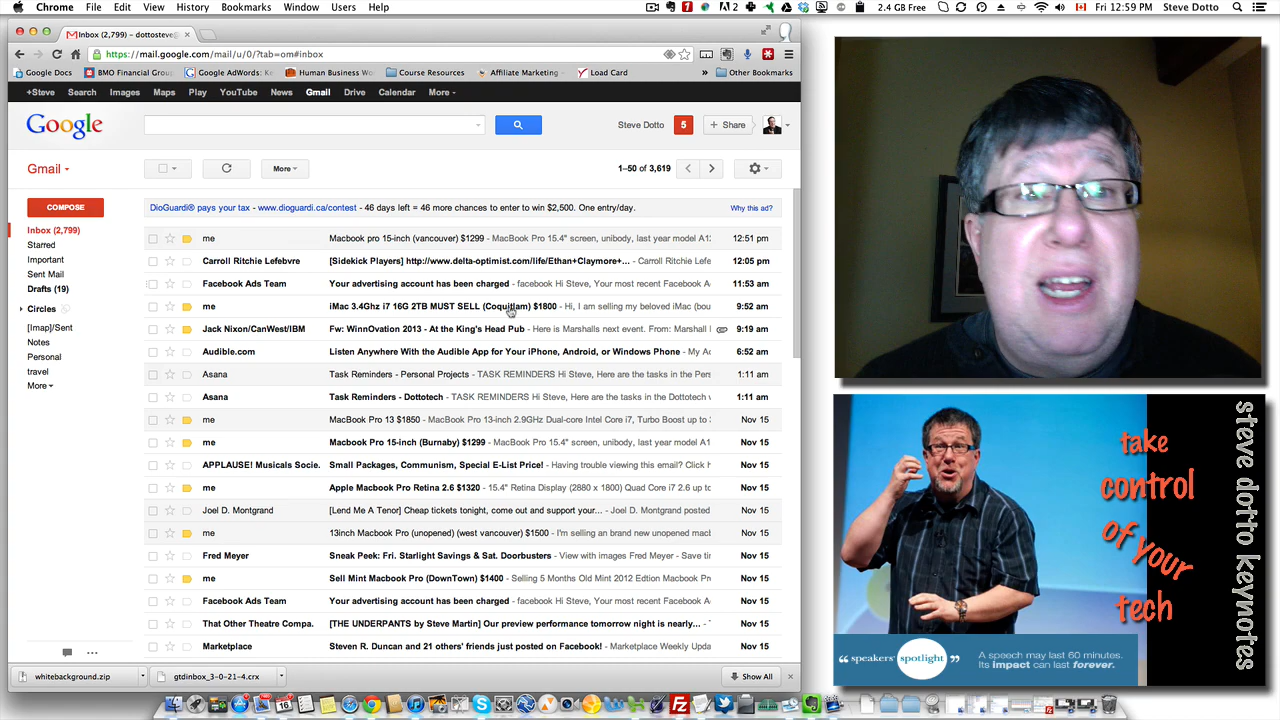 Chrome File Edit View History Bookmarks Window Users Help 1 2 2.4 GB Free Fri 12:59 PM Steve Dotto
Inbox (2,799) - dottosteve@
https://mail.google.com/mail/u/0/?tab=om#inbox
Google Docs BMO Financial Group Google AdWords: K Human Business Wo Course Resources Affiliate Marketing Load Card » Other Bookmarks
+Steve Search Images Maps Play YouTube News Gmail Drive Calendar More
Google Steve Dotto 5 + Share
Gmail More 1–50 of 3,619
COMPOSE
Inbox (2,799)
Starred
Important
Sent Mail
Drafts (19)
Circles
[Imap]/Sent
Notes
Personal
travel
More
DioGuardi® pays your tax - www.dioguardi.ca/contest - 46 days left = 46 more chances to enter to win $2,500. One entry/day. Why this ad?
me Macbook pro 15-inch (vancouver) $1299 - MacBook Pro 15.4" screen, unibody, last year model A12 12:51 pm
Carroll Ritchie Lefebvre [Sidekick Players] http://www.delta-optimist.com/life/Ethan+Claymore+... - Carroll Ritchie Lefe 12:05 pm
Facebook Ads Team Your advertising account has been charged - facebook Hi Steve, Your most recent Facebook 11:53 am
me iMac 3.4Ghz i7 16G 2TB MUST SELL (Coquitlam) $1800 - Hi, I am selling my beloved iMac (bou 9:52 am
Jack Nixon/CanWest/IBM Fw: WinnOvation 2013 - At the King's Head Pub - Here is Marshalls next event. From: Marshall 9:19 am
Audible.com Listen Anywhere With the Audible App for Your iPhone, Android, or Windows Phone - My Ac 6:52 am
Asana Task Reminders - Personal Projects - TASK REMINDERS Hi Steve, Here are the tasks in the Pers 1:11 am
Asana Task Reminders - Dottotech - TASK REMINDERS Hi Steve, Here are the tasks in the 1:11 am
me MacBook Pro 13 $1850 - MacBook Pro 13-inch 2.9GHz Dual-core Intel Core i7, Turbo Boost up to 3 Nov 15
me Macbook Pro 15-inch (Burnaby) $1299 - MacBook Pro 15.4" screen, unibody, last year model Nov 15
APPLAUSE! Musicals Socie. Small Packages, Communism, Special E-List Price! - Having trouble viewing this email? Click h Nov 15
me Apple Macbook Pro Retina 2.6 $1320 - 15.4" Retina Display (2880 x 1800) Quad Core i7 2.6 up to Nov 15
Joel D. Montgrand [Lend Me A Tenor] Cheap tickets tonight, come out and support your... - Joel D. Montgrand posted Nov 15
me 13inch Macbook Pro (unopened) (west vancouver) $1500 - I'm selling an brand new unopened macb Nov 15
Fred Meyer Sneak Peek: Fri. Starlight Savings & Sat. Doorbusters - View with images Fred Meyer - Save tim Nov 15
me Sell Mint Macbook Pro (DownTown) $1400 - Selling 5 Months Old Mint 2012 Edtion Macbook Pr Nov 15
Facebook Ads Team Your advertising account has been charged - facebook Hi Steve, Your most recent Facebook A Nov 15
That Other Theatre Compa. [THE UNDERPANTS by Steve Martin] Our preview performance tomorrow night is nearly... - T Nov 15
Marketplace Steven R. Duncan and 21 others' friends just posted on Facebook! - Marketplace Weekly Upda Nov 15
whitebackground.zip gtdinbox_3-0-21-4.crx Show All
take
control
of your
tech
steve dotto keynotes
“ speakers' spotlight ”
A speech may last 60 minutes.
Its impact can last forever.